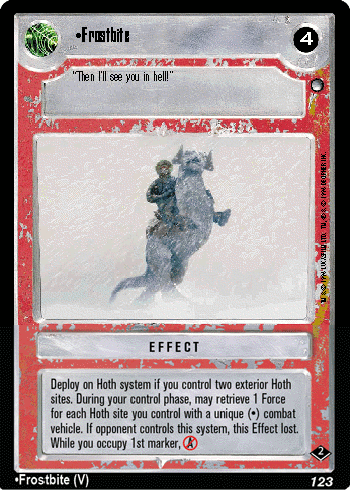 •Frostbite
4
"Then I'll see you in hell!"
EFFECT
Deploy on Hoth system if you control two exterior Hoth
sites. During your control phase, may retrieve 1 Force
for each Hoth site you control with a unique (•) combat
vehicle. If opponent controls this system, this Effect lost.
While you occupy 1st marker, A
2
•Frostbite (V)
123